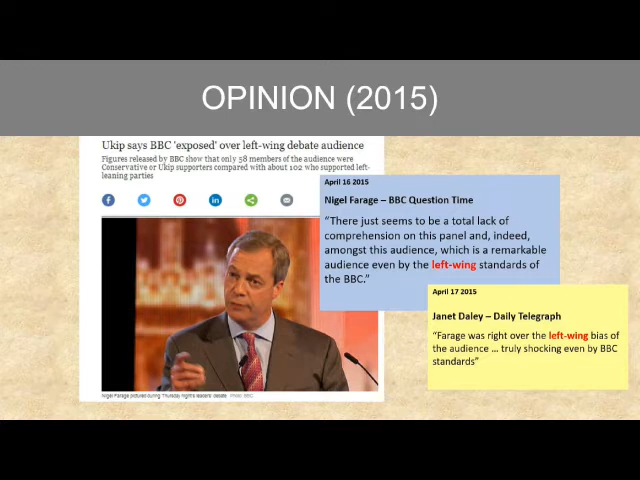 OPINION (2015)
Ukip says BBC 'exposed' over left-wing debate audience
Figures released by BBC show that only 58 members of the audience were
Conservative or Ukip supporters compared with about 102 who supported left-
leaning parties
April 16 2015
Nigel Farage – BBC Question Time
“There just seems to be a total lack of
comprehension on this panel and, indeed,
amongst this audience, which is a remarkable
audience even by the left-wing standards of
the BBC.”
April 17 2015
Janet Daley – Daily Telegraph
“Farage was right over the left-wing bias of
the audience ... truly shocking even by BBC
standards”
Nigel Farage pictured during Thursday night's leaders' debate Photo: BBC